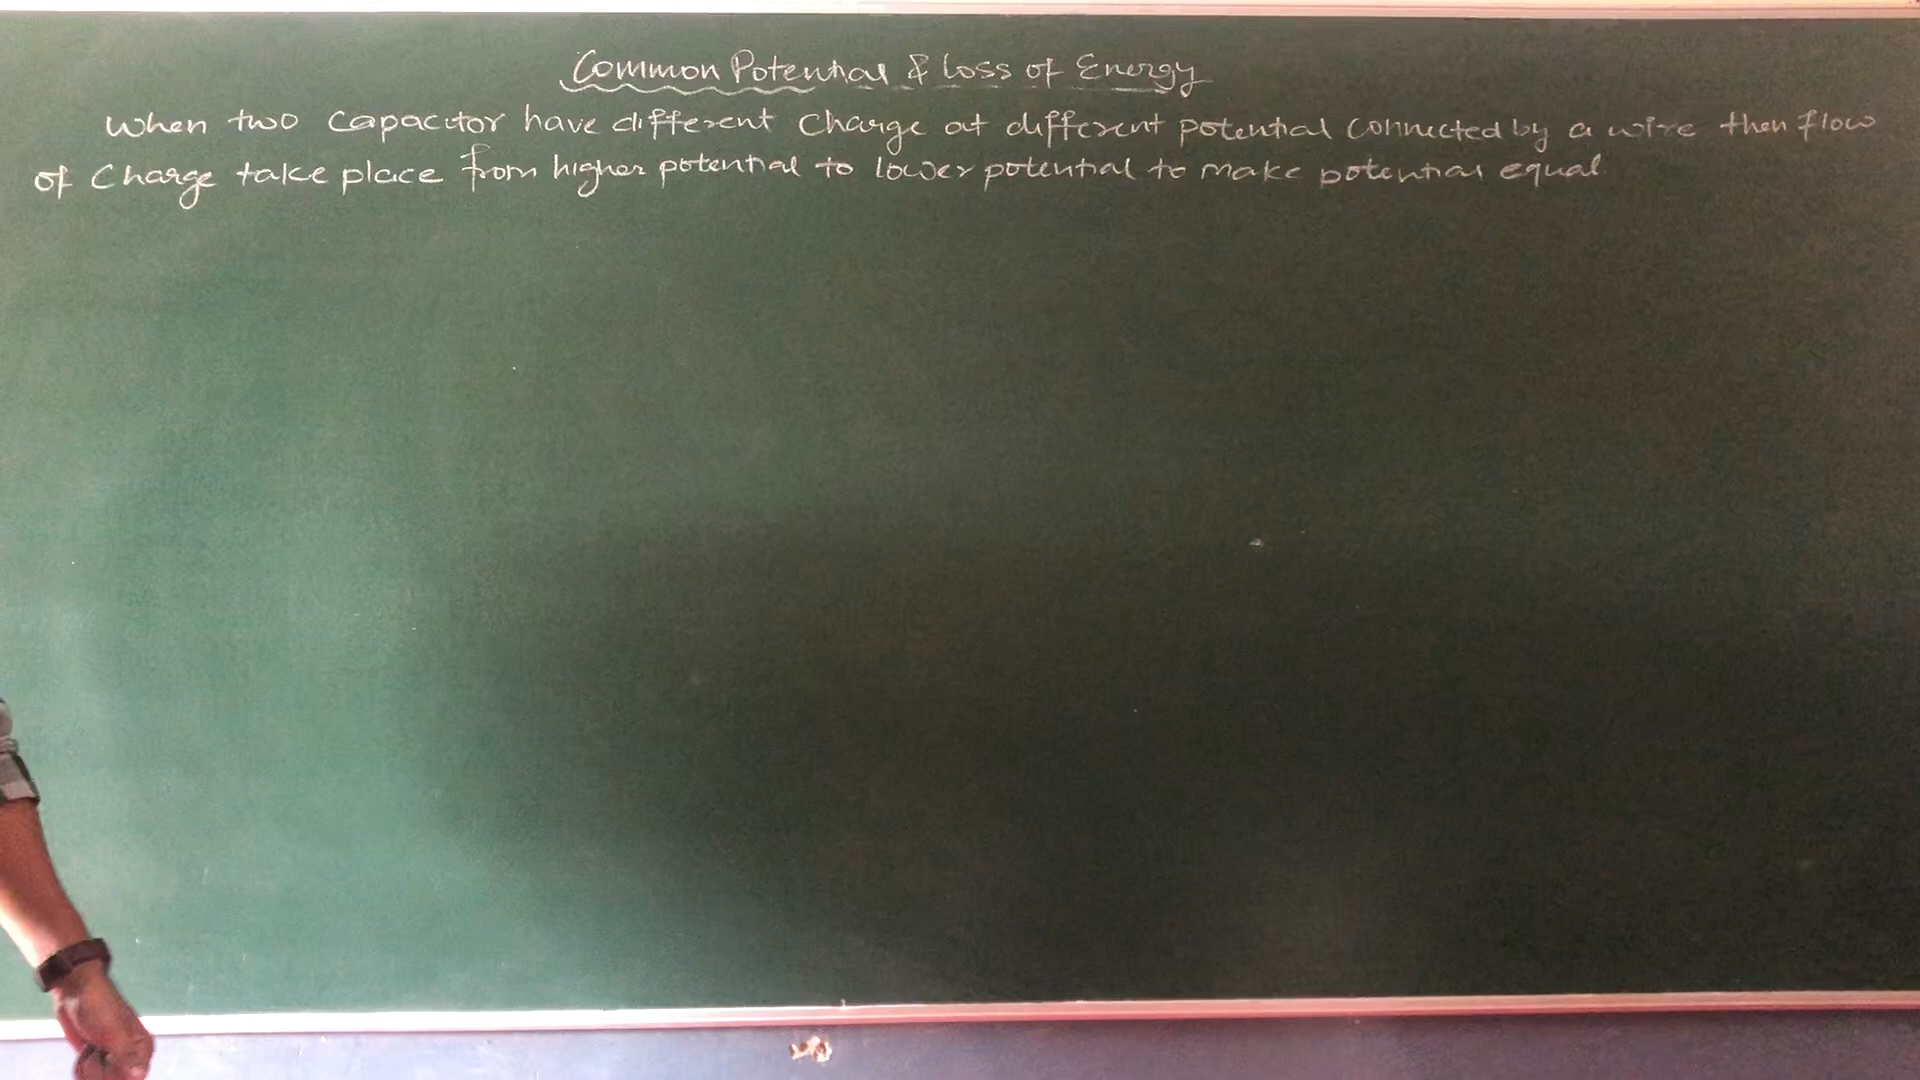 Common Potential & Loss of Energy
When two capacitor have different charge at different potential connected by a wire then flow
of charge take place from higher potential to lower potential to make potential equal.